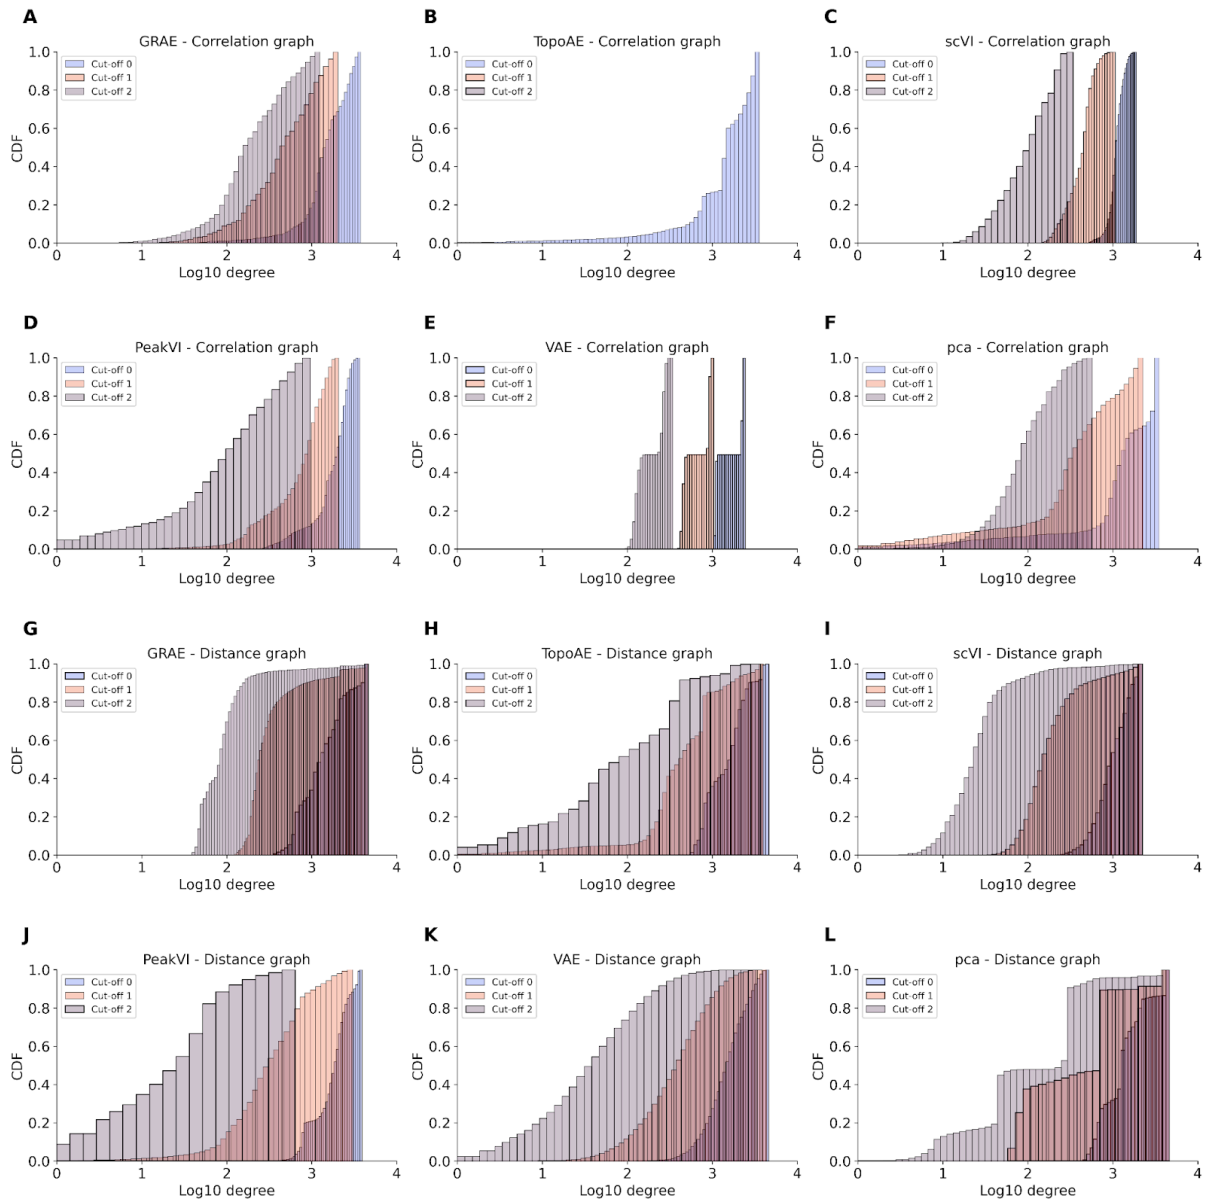 A
GRAE - Correlation graph
1.0
0.8
0.6
0.4
0.2
0.0
CDF
Cut-off 0
Cut-off 1
Cut-off 2
0 1 2 3 4
Log10 degree
B
TopoAE - Correlation graph
1.0
0.8
0.6
0.4
0.2
0.0
CDF
Cut-off 0
Cut-off 1
Cut-off 2
0 1 2 3 4
Log10 degree
C
scVI - Correlation graph
1.0
0.8
0.6
0.4
0.2
0.0
CDF
Cut-off 0
Cut-off 1
Cut-off 2
0 1 2 3 4
Log10 degree
D
PeakVI - Correlation graph
1.0
0.8
0.6
0.4
0.2
0.0
CDF
Cut-off 0
Cut-off 1
Cut-off 2
0 1 2 3 4
Log10 degree
E
VAE - Correlation graph
1.0
0.8
0.6
0.4
0.2
0.0
CDF
Cut-off 0
Cut-off 1
Cut-off 2
0 1 2 3 4
Log10 degree
F
pca - Correlation graph
1.0
0.8
0.6
0.4
0.2
0.0
CDF
Cut-off 0
Cut-off 1
Cut-off 2
0 1 2 3 4
Log10 degree
G
GRAE - Distance graph
1.0
0.8
0.6
0.4
0.2
0.0
CDF
Cut-off 0
Cut-off 1
Cut-off 2
0 1 2 3 4
Log10 degree
H
TopoAE - Distance graph
1.0
0.8
0.6
0.4
0.2
0.0
CDF
Cut-off 0
Cut-off 1
Cut-off 2
0 1 2 3 4
Log10 degree
I
scVI - Distance graph
1.0
0.8
0.6
0.4
0.2
0.0
CDF
Cut-off 0
Cut-off 1
Cut-off 2
0 1 2 3 4
Log10 degree
J
PeakVI - Distance graph
1.0
0.8
0.6
0.4
0.2
0.0
CDF
Cut-off 0
Cut-off 1
Cut-off 2
0 1 2 3 4
Log10 degree
K
VAE - Distance graph
1.0
0.8
0.6
0.4
0.2
0.0
CDF
Cut-off 0
Cut-off 1
Cut-off 2
0 1 2 3 4
Log10 degree
L
pca - Distance graph
1.0
0.8
0.6
0.4
0.2
0.0
CDF
Cut-off 0
Cut-off 1
Cut-off 2
0 1 2 3 4
Log10 degree